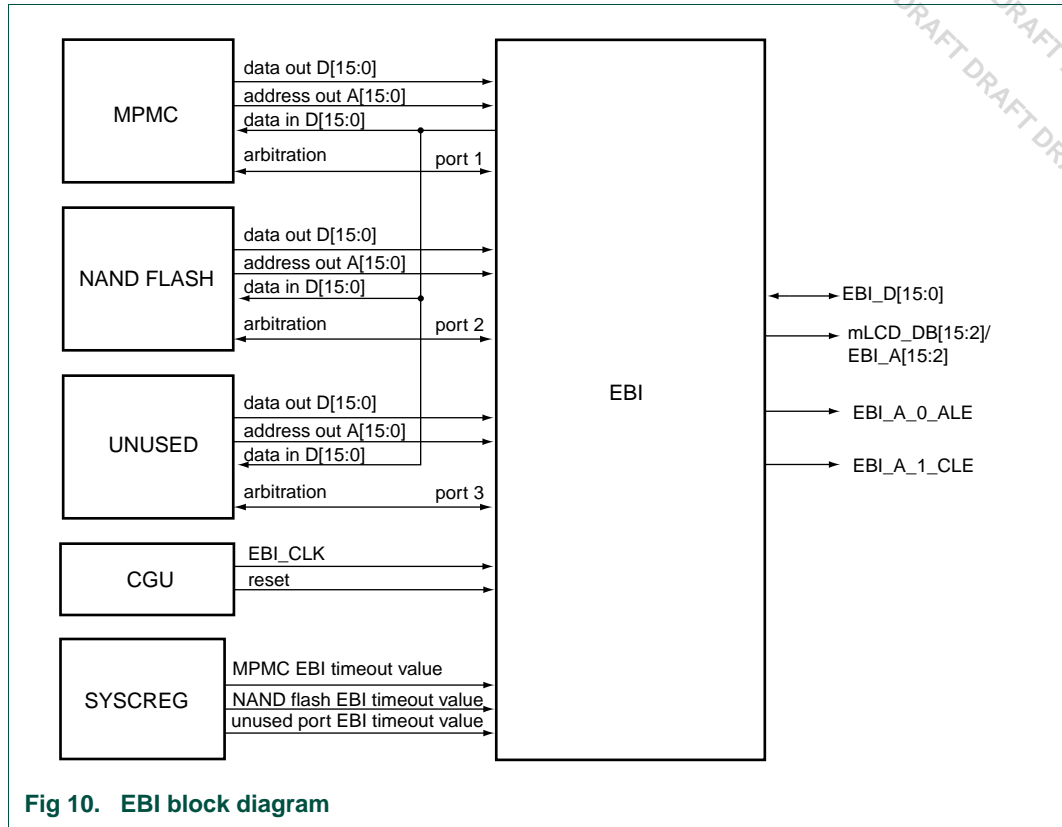 DRAFT
DRAFT DRAFT DRA
MPMC
data out D[15:0]
address out A[15:0]
data in D[15:0]
arbitration
port 1
NAND FLASH
data out D[15:0]
address out A[15:0]
data in D[15:0]
arbitration
port 2
UNUSED
data out D[15:0]
address out A[15:0]
data in D[15:0]
arbitration
port 3
CGU
EBI_CLK
reset
SYSCREG
MPMC EBI timeout value
NAND flash EBI timeout value
unused port EBI timeout value
EBI
EBI_D[15:0]
mLCD_DB[15:2]/
EBI_A[15:2]
EBI_A_0_ALE
EBI_A_1_CLE
Fig 10. EBI block diagram